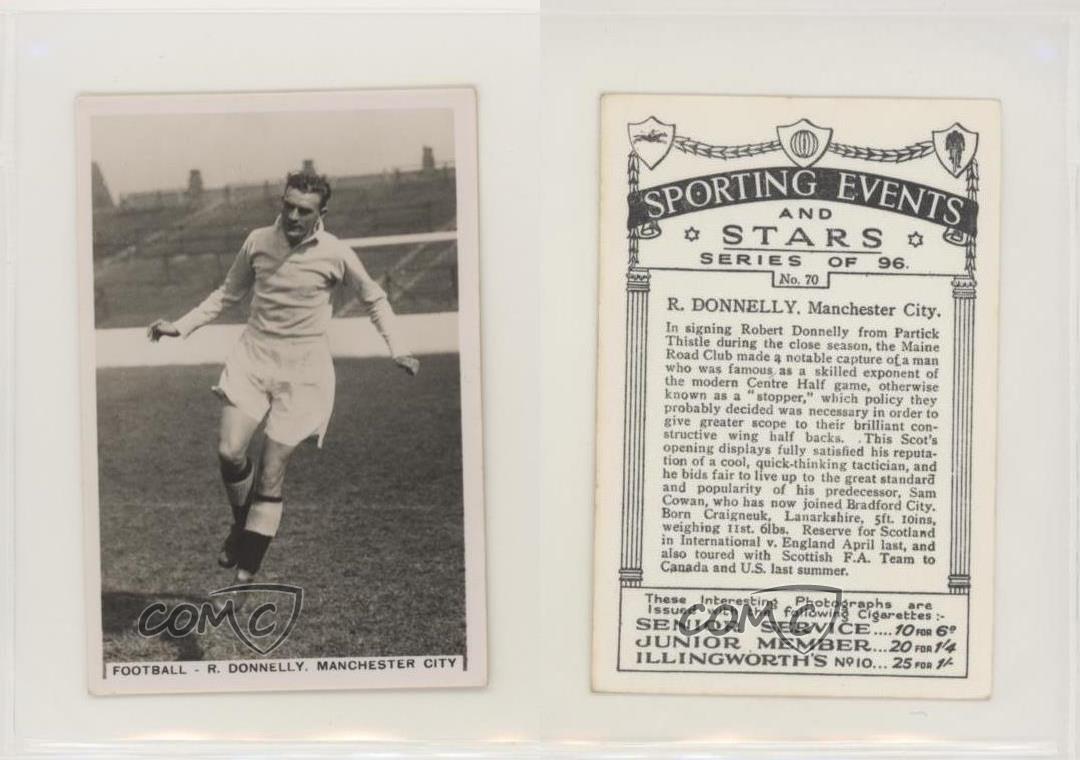 FOOTBALL - R. DONNELLY. MANCHESTER CITY
COMC
SPORTING EVENTS
AND
STARS
SERIES OF 96.
No. 70
R. DONNELLY. Manchester City.
In signing Robert Donnelly from Partick
Thistle during the close season, the Maine
Road Club made a notable capture of a man
who was famous as a skilled exponent of
the modern Centre Half game, otherwise
known as a "stopper," which policy they
probably decided was necessary in order to
give greater scope to their brilliant con-
structive wing half backs. This Scot's
opening displays fully satisfied his reputa-
tion of a cool, quick-thinking tactician, and
he bids fair to live up to the great standard
and popularity of his predecessor, Sam
Cowan, who has now joined Bradford City.
Born Craigneuk, Lanarkshire, 5ft. 10ins,
weighing 11st. 6lbs. Reserve for Scotland
in International v. England April last, and
also toured with Scottish F.A. Team to
Canada and U.S. last summer.
These Interesting Photographs are
Issued with the following Cigarettes:-
SENIOR SERVICE....10 FOR 6D
JUNIOR MEMBER...20 FOR 1/4
ILLINGWORTH'S No10...25 FOR 1/-
COMC